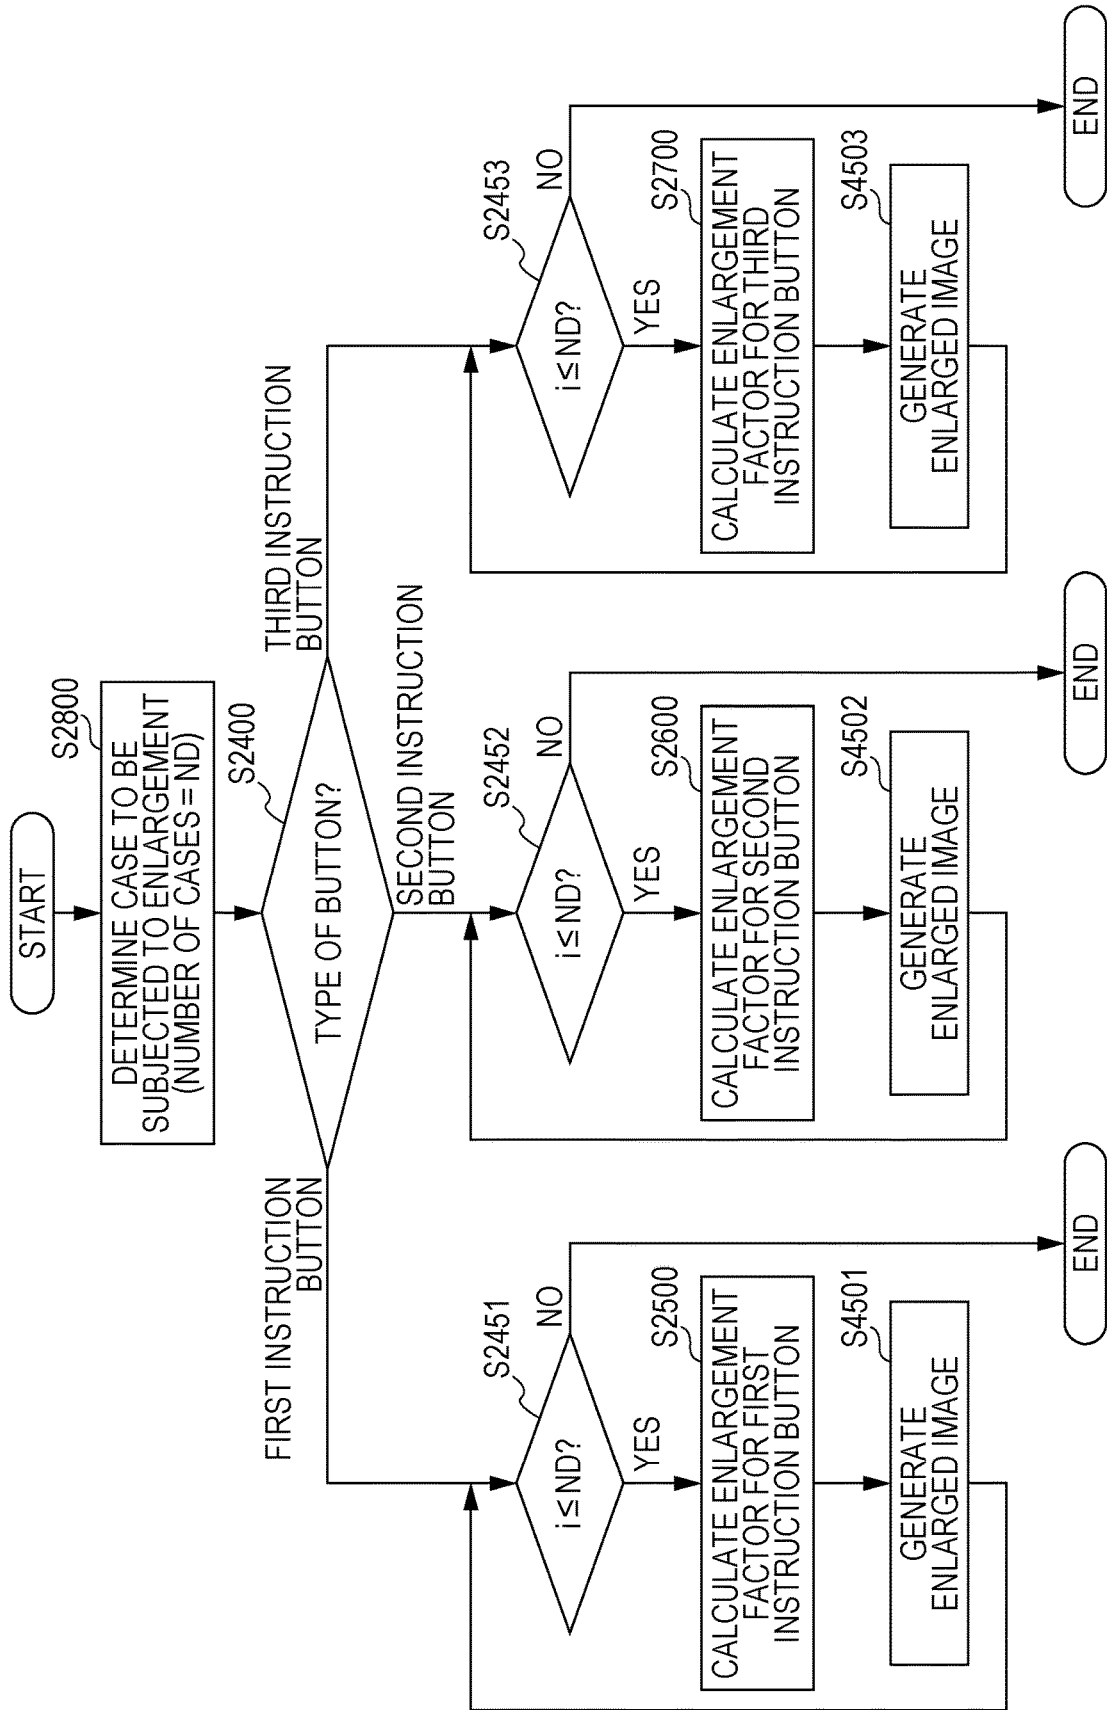 START
S2800
DETERMINE CASE TO BE
SUBJECTED TO ENLARGEMENT
(NUMBER OF CASES = ND)
S2400
TYPE OF BUTTON?
FIRST INSTRUCTION
BUTTON
SECOND INSTRUCTION
BUTTON
THIRD INSTRUCTION
BUTTON
S2451
i ≤ ND?
NO
YES
S2500
CALCULATE ENLARGEMENT
FACTOR FOR FIRST
INSTRUCTION BUTTON
S4501
GENERATE
ENLARGED IMAGE
END
S2452
i ≤ ND?
NO
YES
S2600
CALCULATE ENLARGEMENT
FACTOR FOR SECOND
INSTRUCTION BUTTON
S4502
GENERATE
ENLARGED IMAGE
END
S2453
i ≤ ND?
NO
YES
S2700
CALCULATE ENLARGEMENT
FACTOR FOR THIRD
INSTRUCTION BUTTON
S4503
GENERATE
ENLARGED IMAGE
END